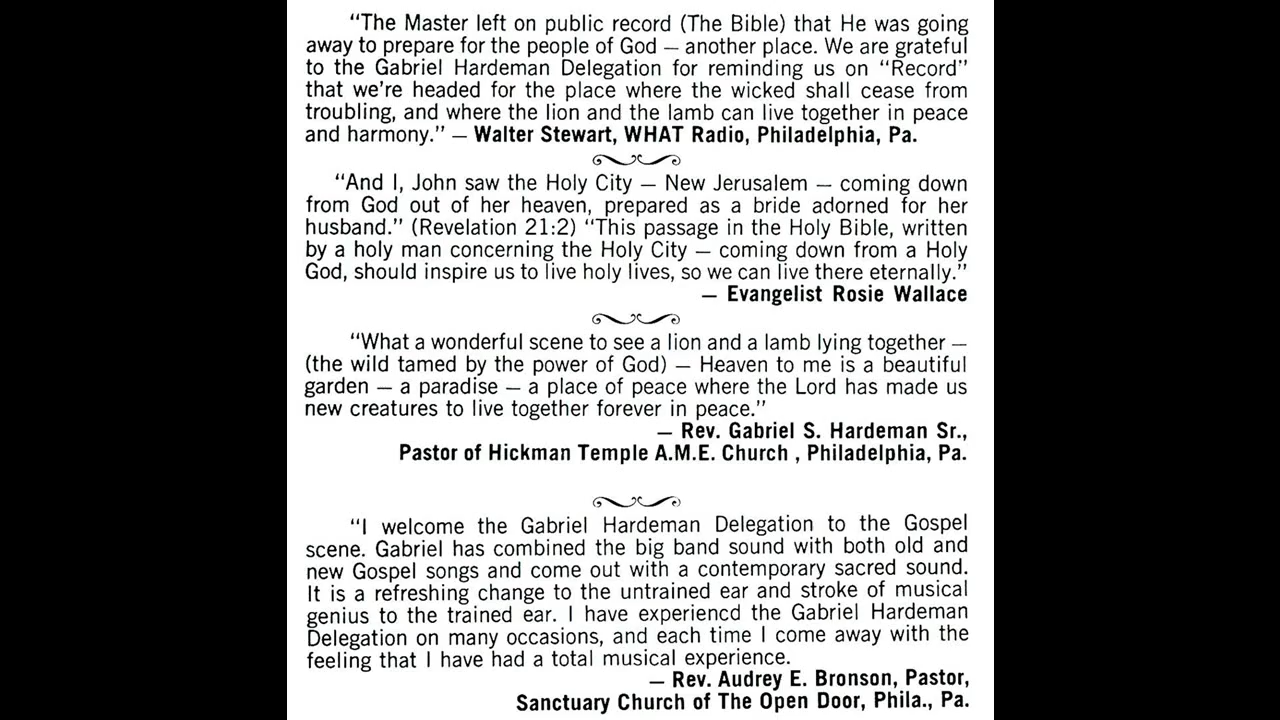 “The Master left on public record (The Bible) that He was going
away to prepare for the people of God — another place. We are grateful
to the Gabriel Hardeman Delegation for reminding us on “Record”
that we’re headed for the place where the wicked shall cease from
troubling, and where the lion and the lamb can live together in peace
and harmony.” — Walter Stewart, WHAT Radio, Philadelphia, Pa.
“And I, John saw the Holy City — New Jerusalem — coming down
from God out of her heaven, prepared as a bride adorned for her
husband.” (Revelation 21:2) “This passage in the Holy Bible, written
by a holy man concerning the Holy City — coming down from a Holy
God, should inspire us to live holy lives, so we can live there eternally.”
— Evangelist Rosie Wallace
“What a wonderful scene to see a lion and a lamb lying together —
(the wild tamed by the power of God) — Heaven to me is a beautiful
garden — a paradise — a place of peace where the Lord has made us
new creatures to live together forever in peace.”
— Rev. Gabriel S. Hardeman Sr.,
Pastor of Hickman Temple A.M.E. Church , Philadelphia, Pa.
“I welcome the Gabriel Hardeman Delegation to the Gospel
scene. Gabriel has combined the big band sound with both old and
new Gospel songs and come out with a contemporary sacred sound.
It is a refreshing change to the untrained ear and stroke of musical
genius to the trained ear. I have experiencd the Gabriel Hardeman
Delegation on many occasions, and each time I come away with the
feeling that I have had a total musical experience.
— Rev. Audrey E. Bronson, Pastor,
Sanctuary Church of The Open Door, Phila., Pa.